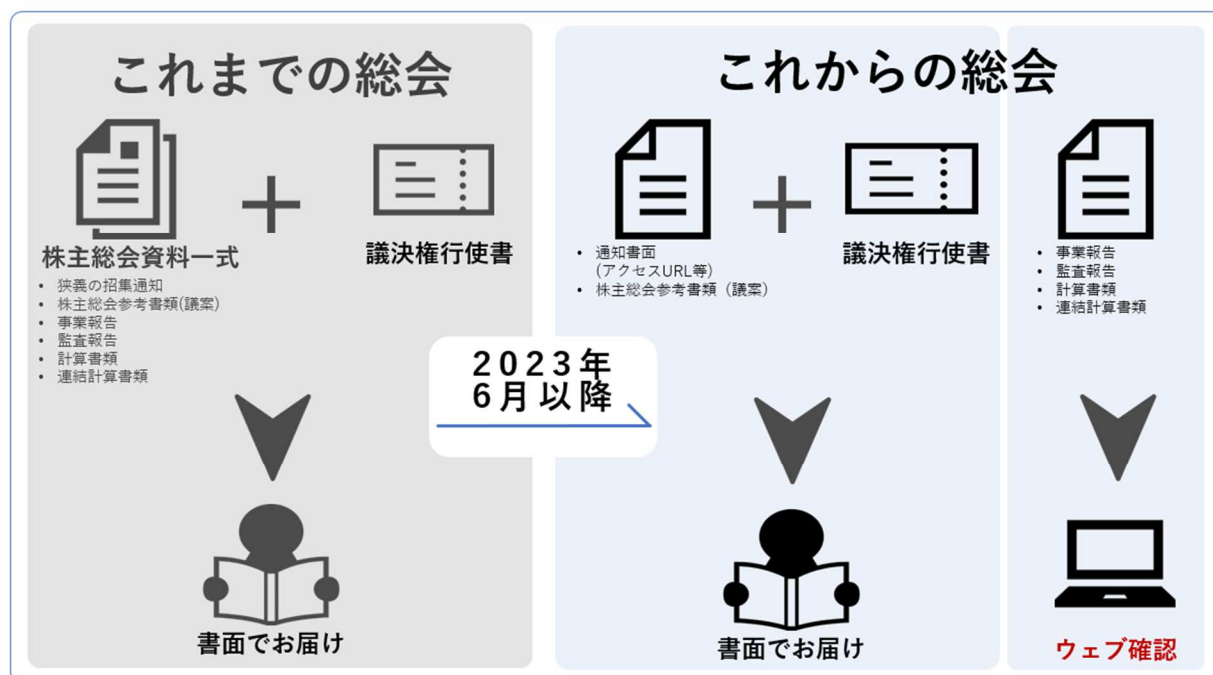 これまでの総会
株主総会資料一式
• 狭義の招集通知
• 株主総会参考書類(議案)
• 事業報告
• 監査報告
• 計算書類
• 連結計算書類
議決権行使書
書面でお届け
2023年
6月以降
これからの総会
• 通知書面
(アクセスURL等)
• 株主総会参考書類（議案）
議決権行使書
書面でお届け
• 事業報告
• 監査報告
• 計算書類
• 連結計算書類
ウェブ確認